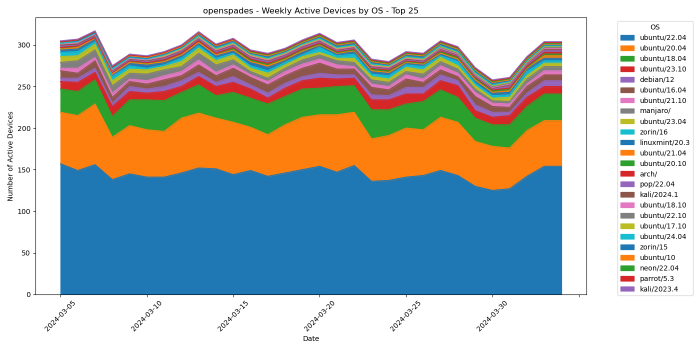 openspades - Weekly Active Devices by OS - Top 25
Number of Active Devices
300
250
200
150
100
50
0
2024-03-05
2024-03-10
2024-03-15
2024-03-20
2024-03-25
2024-03-30
Date
OS
ubuntu/22.04
ubuntu/20.04
ubuntu/18.04
ubuntu/23.10
debian/12
ubuntu/16.04
ubuntu/21.10
manjaro/
ubuntu/23.04
zorin/16
linuxmint/20.3
ubuntu/21.04
ubuntu/20.10
arch/
pop/22.04
kali/2024.1
ubuntu/18.10
ubuntu/22.10
ubuntu/17.10
ubuntu/24.04
zorin/15
ubuntu/10
neon/22.04
parrot/5.3
kali/2023.4